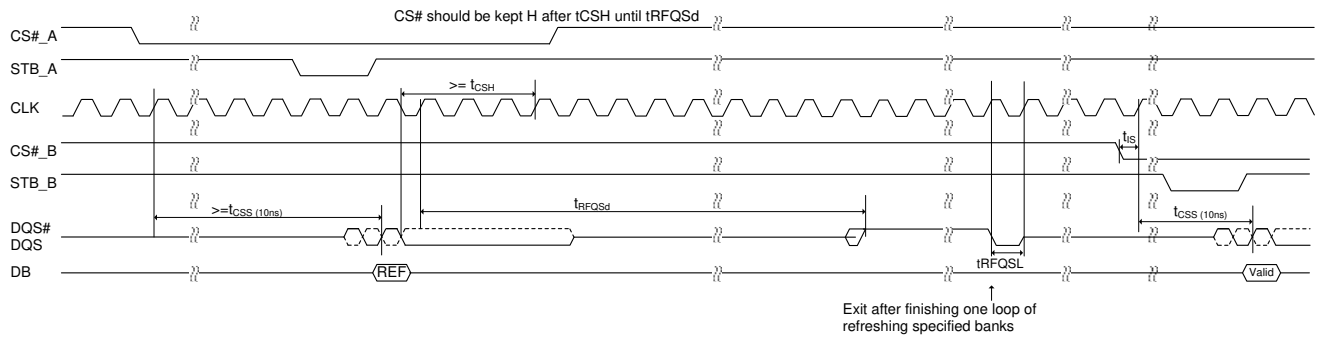 CS# should be kept H after tCSH until tRFQSd
CS#_A
STB_A
>= tCSH
CLK
tIS
CS#_B
STB_B
>=tCSS (10ns)
tRFQSd
tCSS (10ns)
DQS#
DQS
tRFQSL
DB
REF
Valid
Exit after finishing one loop of
refreshing specified banks